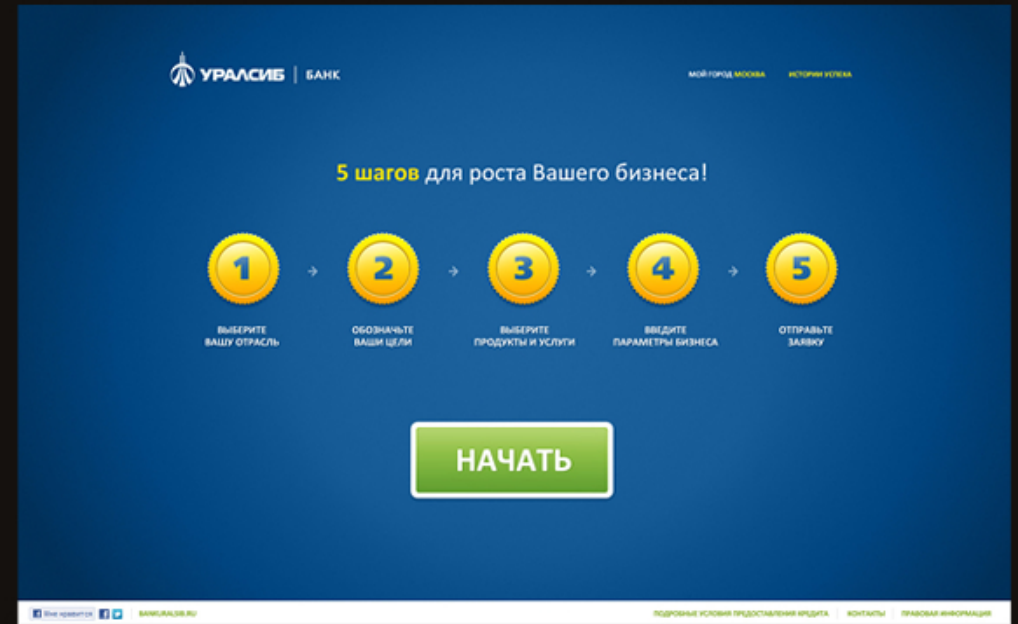 УРАЛСИБ | БАНК
МОЙ ГОРОД МОСКВА ИСТОРИИ УСПЕХА
5 шагов для роста Вашего бизнеса!
1 → 2 → 3 → 4 → 5
ВЫБЕРИТЕ
ВАШУ ОТРАСЛЬ
ОБОЗНАЧЬТЕ
ВАШИ ЦЕЛИ
ВЫБЕРИТЕ
ПРОДУКТЫ И УСЛУГИ
ВВЕДИТЕ
ПАРАМЕТРЫ БИЗНЕСА
ОТПРАВЬТЕ
ЗАЯВКУ
НАЧАТЬ
Мне нравится BANKURALSIB.RU
ПОДРОБНЫЕ УСЛОВИЯ ПРЕДОСТАВЛЕНИЯ КРЕДИТА КОНТАКТЫ ПРАВОВАЯ ИНФОРМАЦИЯ